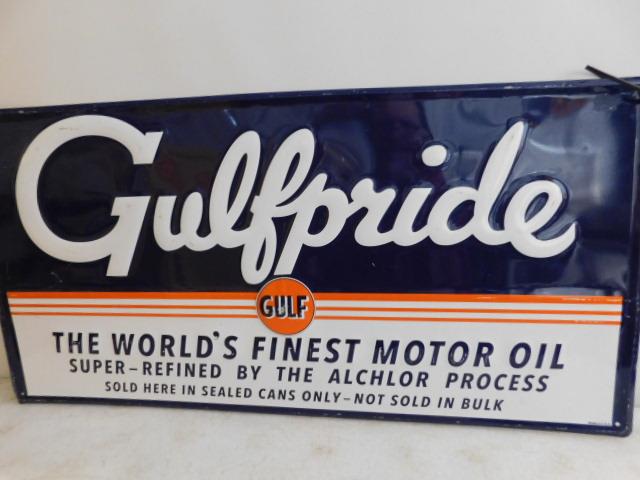 Gulfpride
GULF
THE WORLD'S FINEST MOTOR OIL
SUPER-REFINED BY THE ALCHLOR PROCESS
SOLD HERE IN SEALED CANS ONLY-NOT SOLD IN BULK